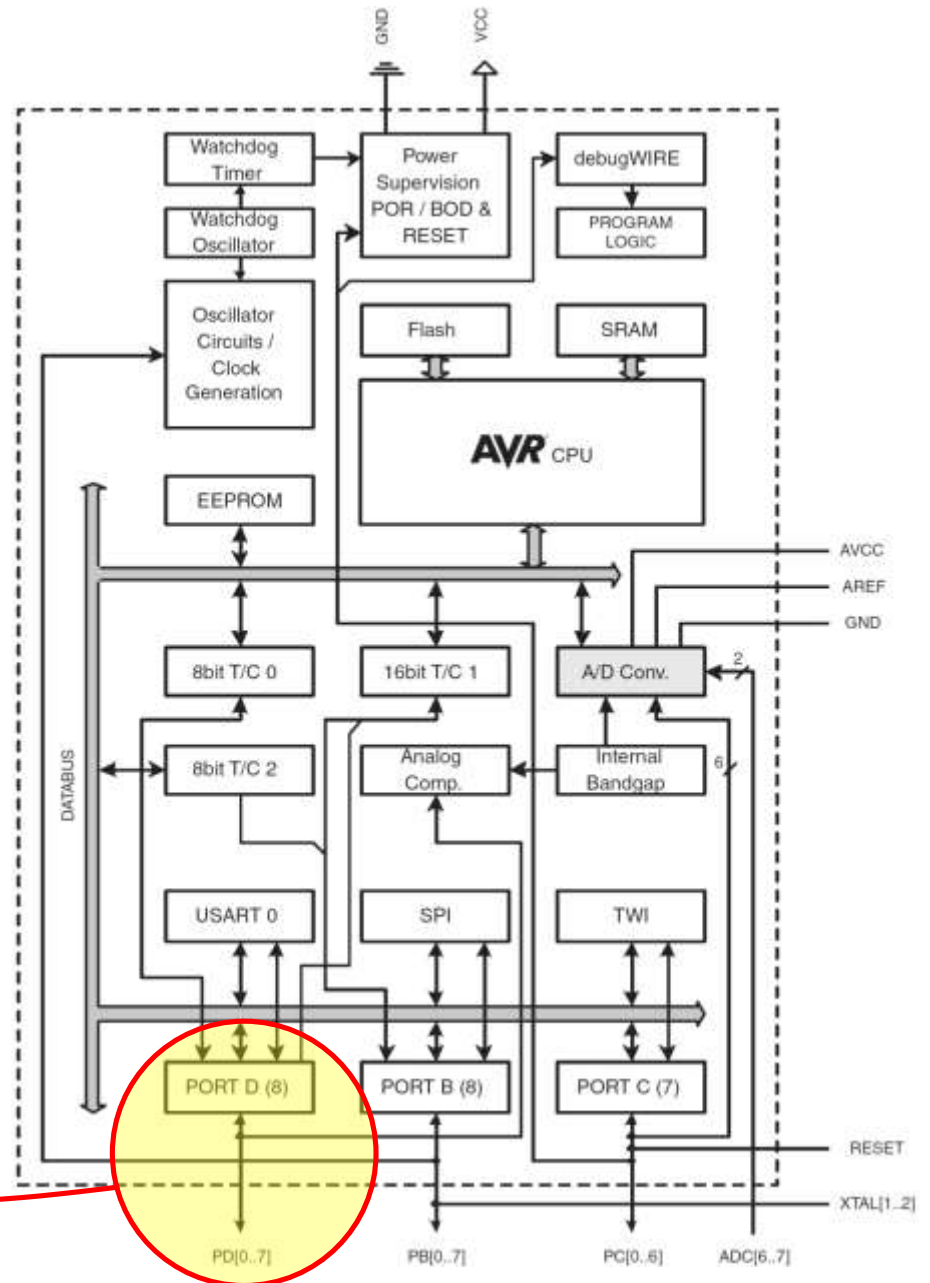 GND
VCC
Watchdog
Timer
Power
Supervision
POR / BOD &
RESET
debugWIRE
Watchdog
Oscillator
PROGRAM
LOGIC
Oscillator
Circuits /
Clock
Generation
Flash
SRAM
AVR CPU
EEPROM
AVCC
AREF
GND
8bit T/C 0
16bit T/C 1
A/D Conv.
2
DATABUS
8bit T/C 2
Analog
Comp.
Internal
Bandgap
6
USART 0
SPI
TWI
PORT D (8)
PORT B (8)
PORT C (7)
RESET
XTAL[1..2]
PD[0..7]
PB[0..7]
PC[0..6]
ADC[6..7]